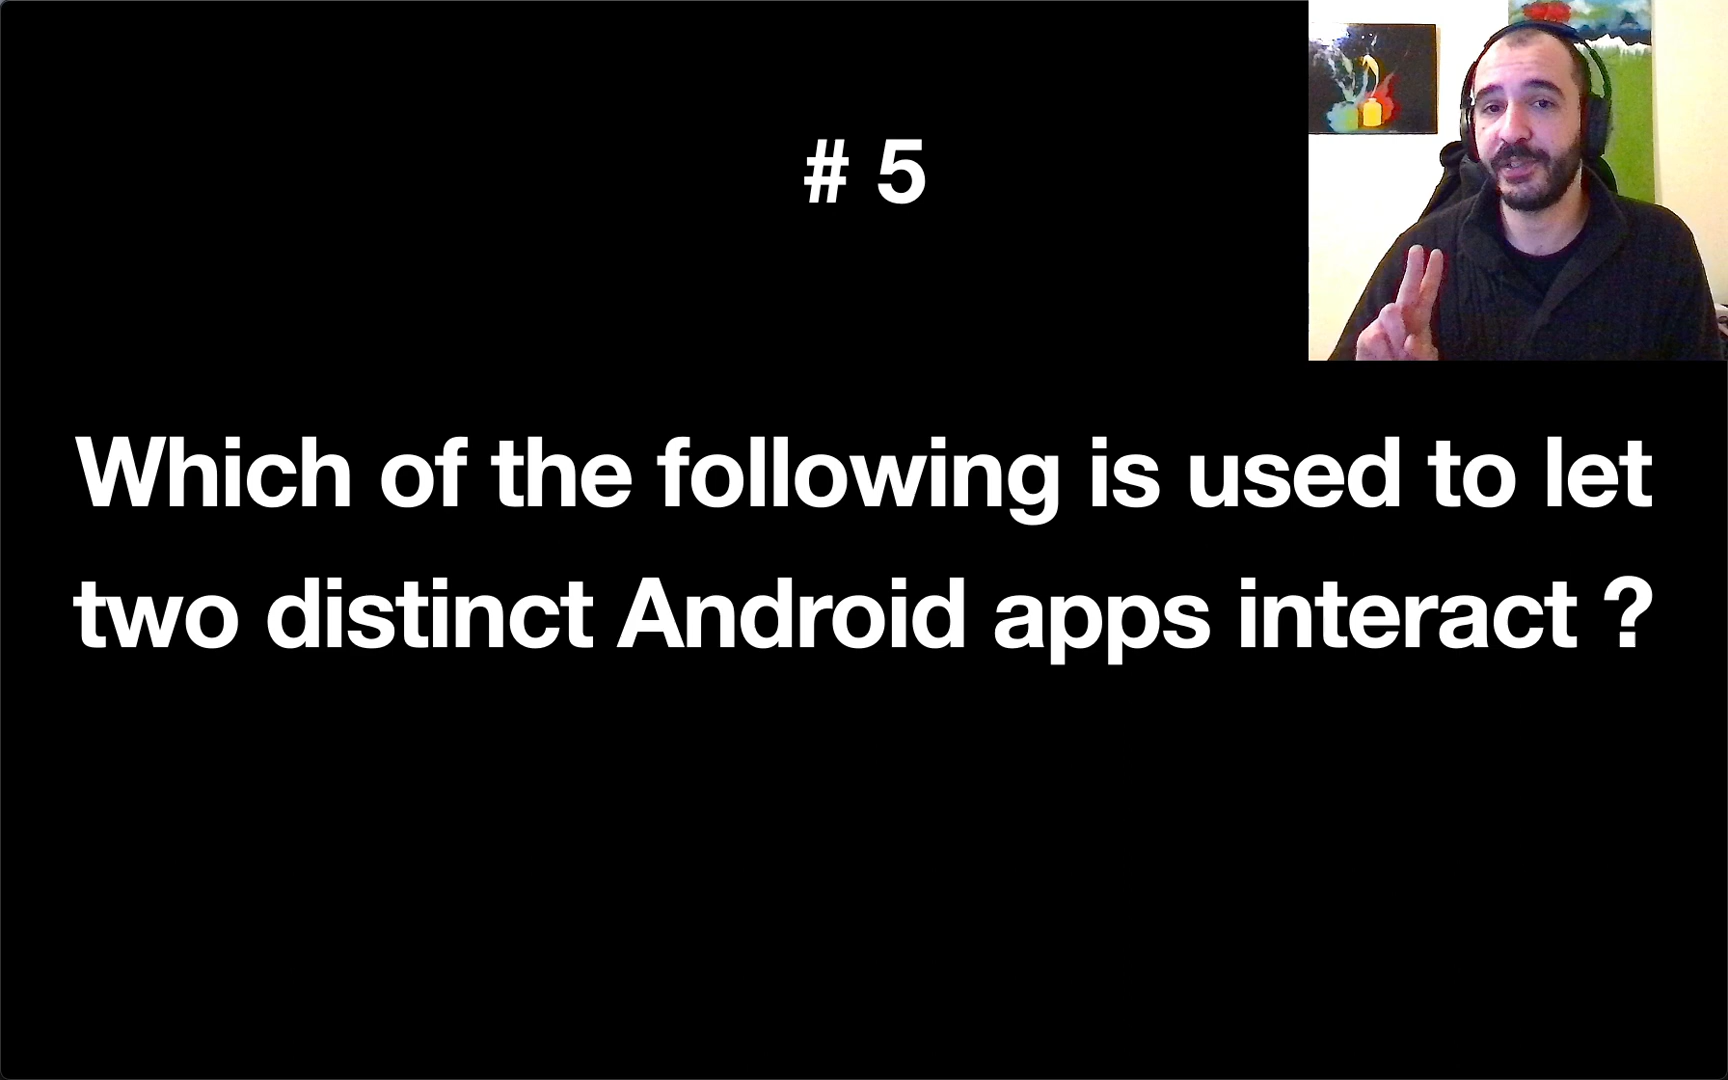 # 5
Which of the following is used to let
two distinct Android apps interact ?